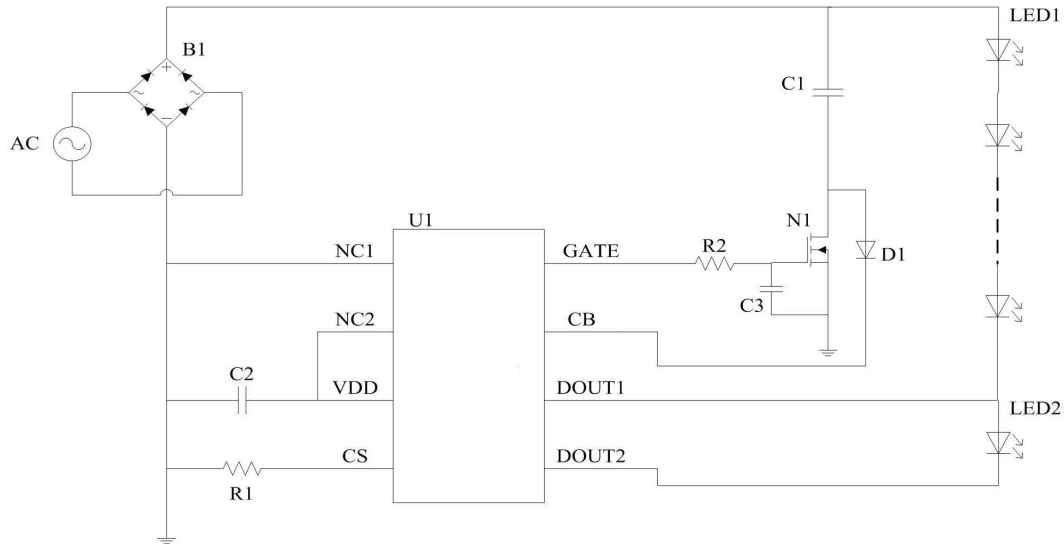 LED1
B1
C1
AC
U1
N1
NC1
GATE
R2
D1
C3
NC2
CB
C2
VDD
DOUT1
LED2
CS
DOUT2
R1